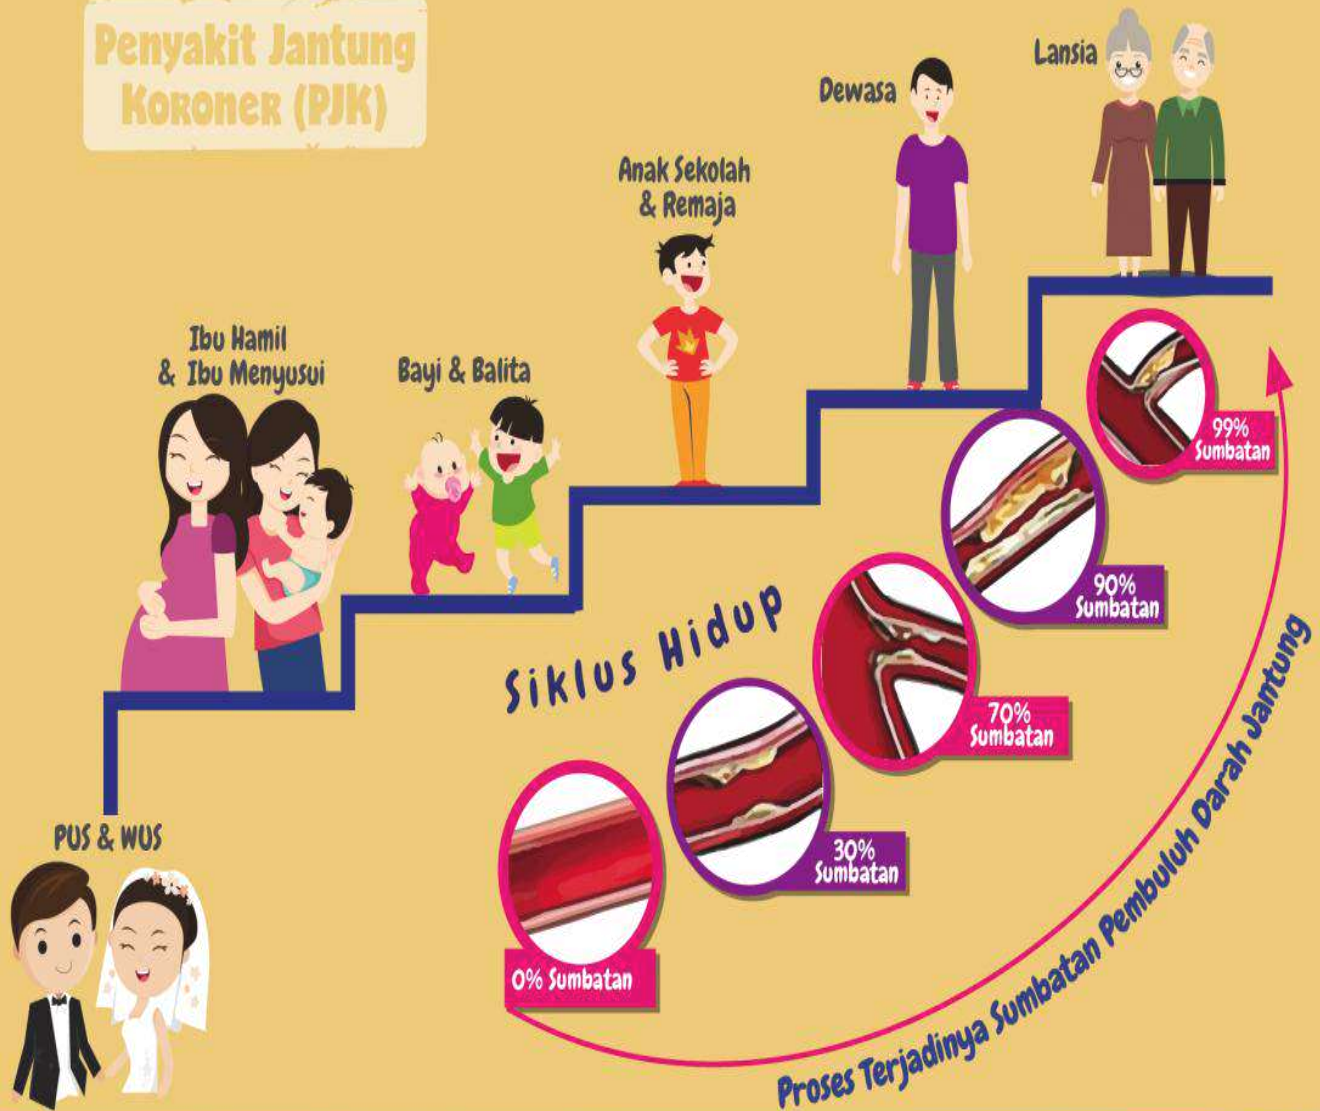 Penyakit Jantung
Koroner (PJK)
Lansia
Dewasa
Anak Sekolah
& Remaja
Ibu Hamil
& Ibu Menyusui
Bayi & Balita
PUS & WUS
Siklus Hidup
99%
Sumbatan
90%
Sumbatan
70%
Sumbatan
30%
Sumbatan
0% Sumbatan
Proses Terjadinya Sumbatan Pembuluh Darah Jantung